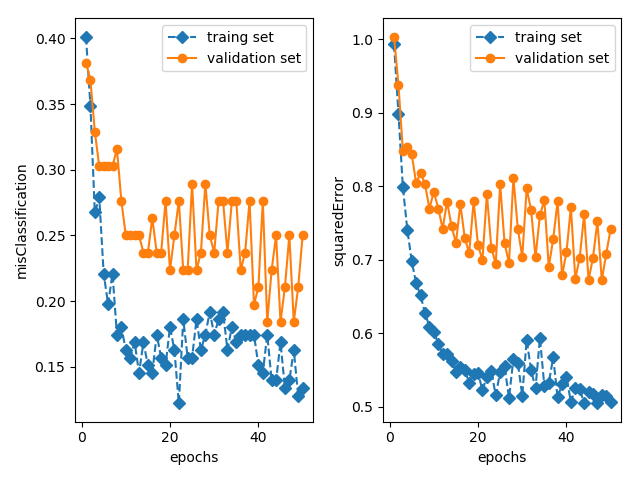 traing set
validation set
misClassification
0.40
0.35
0.30
0.25
0.20
0.15
0
20
40
epochs
traing set
validation set
squaredError
1.0
0.9
0.8
0.7
0.6
0.5
0
20
40
epochs